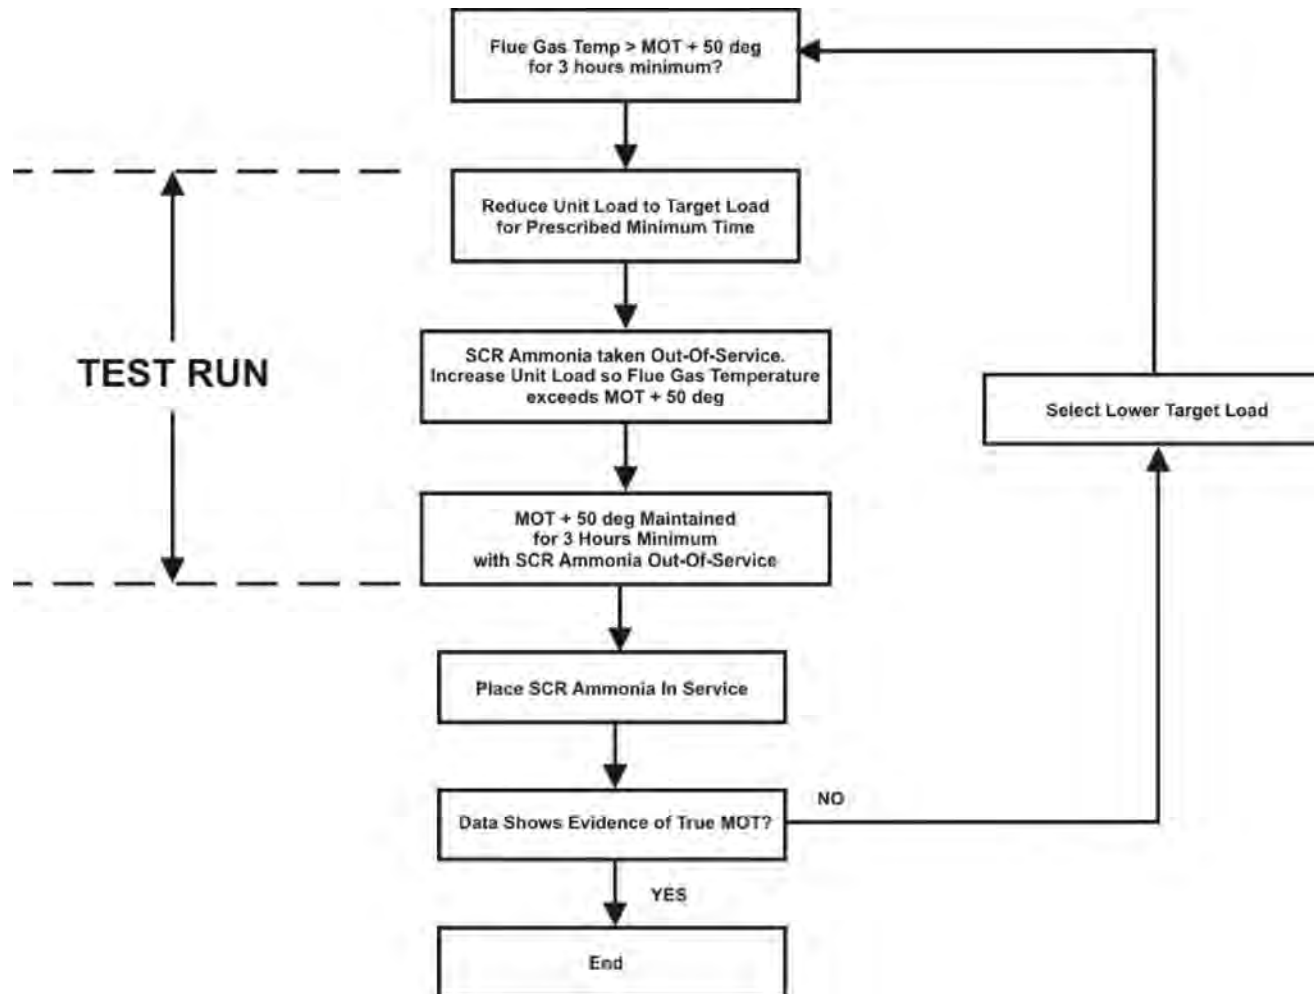 Flue Gas Temp > MOT + 50 deg
for 3 hours minimum?
Reduce Unit Load to Target Load
for Prescribed Minimum Time
TEST RUN
SCR Ammonia taken Out-Of-Service.
Increase Unit Load so Flue Gas Temperature
exceeds MOT + 50 deg
Select Lower Target Load
MOT + 50 deg Maintained
for 3 Hours Minimum
with SCR Ammonia Out-Of-Service
Place SCR Ammonia In Service
Data Shows Evidence of True MOT?
NO
YES
End